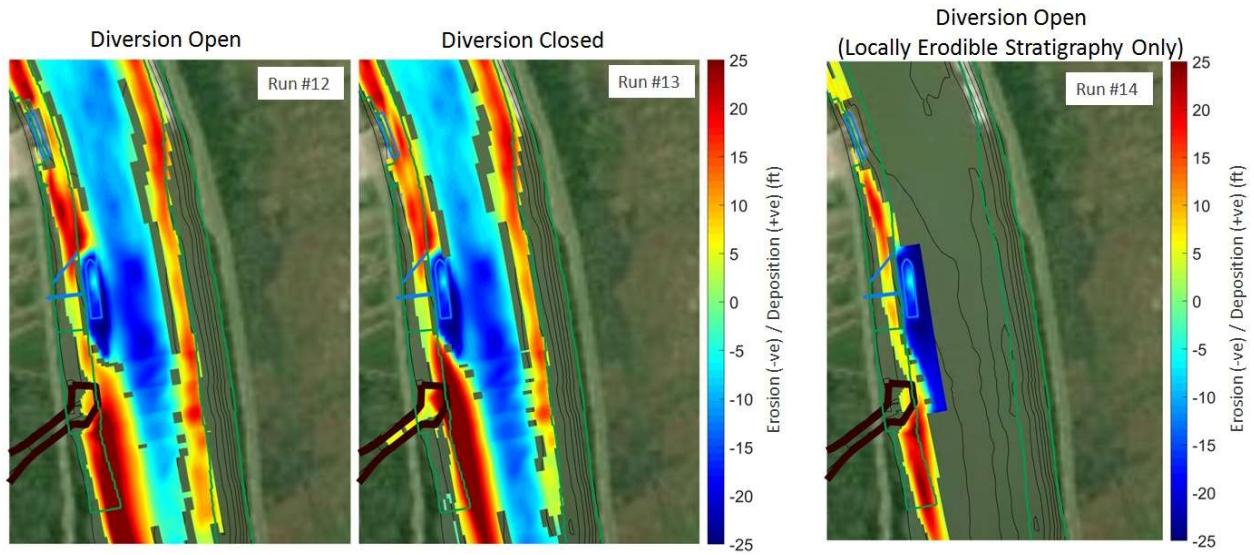 Diversion Open
Run #12
Diversion Closed
Run #13
25
20
15
10
5
0
-5
-10
-15
-20
-25
Erosion (-ve) / Deposition (+ve) (ft)
Diversion Open
(Locally Erodible Stratigraphy Only)
Run #14
25
20
15
10
5
0
-5
-10
-15
-20
-25
Erosion (-ve) / Deposition (+ve) (ft)